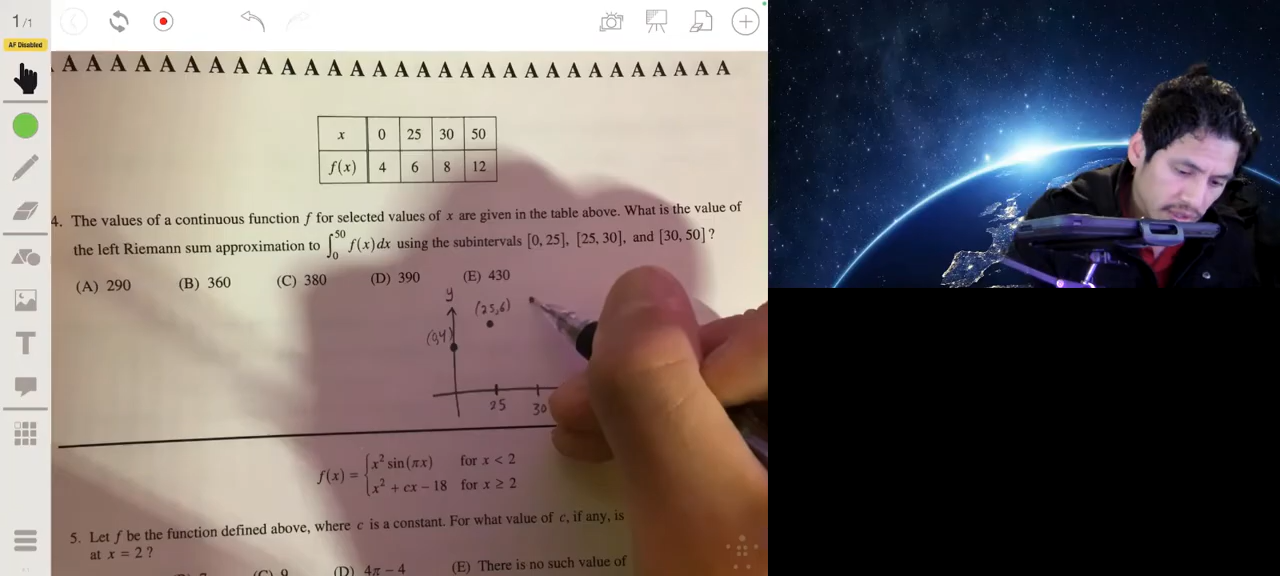 1/1
AF Disabled
A A A A A A A A A A A A A A A A A A A A A A A A A A A A A
x 0 25 30 50
f(x) 4 6 8 12
4. The values of a continuous function f for selected values of x are given in the table above. What is the value of
the left Riemann sum approximation to ∫₀⁵⁰ f(x)dx using the subintervals [0, 25], [25, 30], and [30, 50]?
(A) 290 (B) 360 (C) 380 (D) 390 (E) 430
y
(25,6)
(0,4)
25 30
f(x) = { x² sin(πx) for x < 2
x² + cx − 18 for x ≥ 2
5. Let f be the function defined above, where c is a constant. For what value of c, if any, is
at x = 2?
(C) 9 (D) 4π − 4 (E) There is no such value of
T